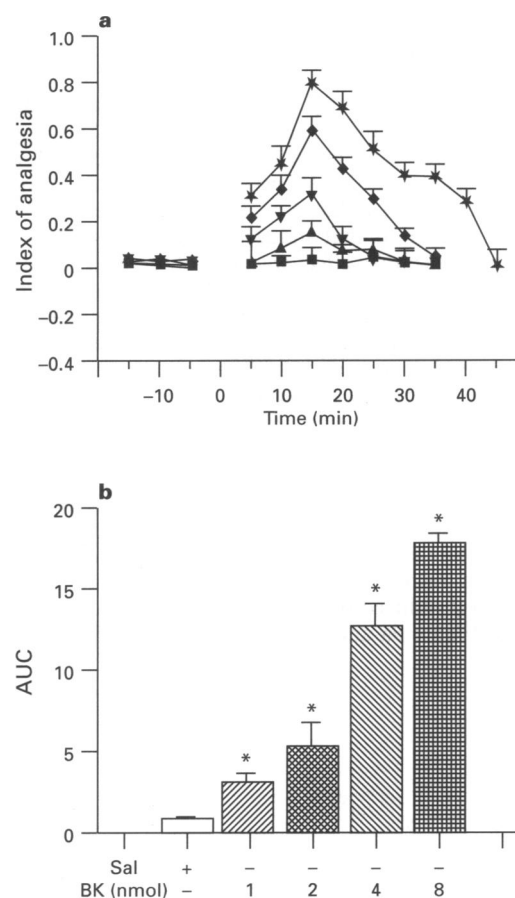 a
1.0
0.8
0.6
0.4
0.2
0
−0.2
−0.4
Index of analgesia
−10 0 10 20 30 40
Time (min)
b
20
15
10
5
0
AUC
* * * *
Sal + − − − −
BK (nmol) − 1 2 4 8